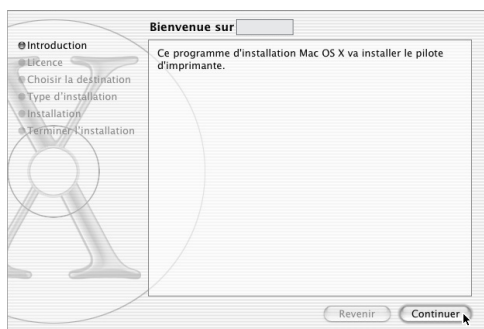 Bienvenue sur
Introduction
Licence
Choisir la destination
Type d'installation
Installation
Terminer l'installation
Ce programme d'installation Mac OS X va installer le pilote
d'imprimante.
Revenir
Continuer